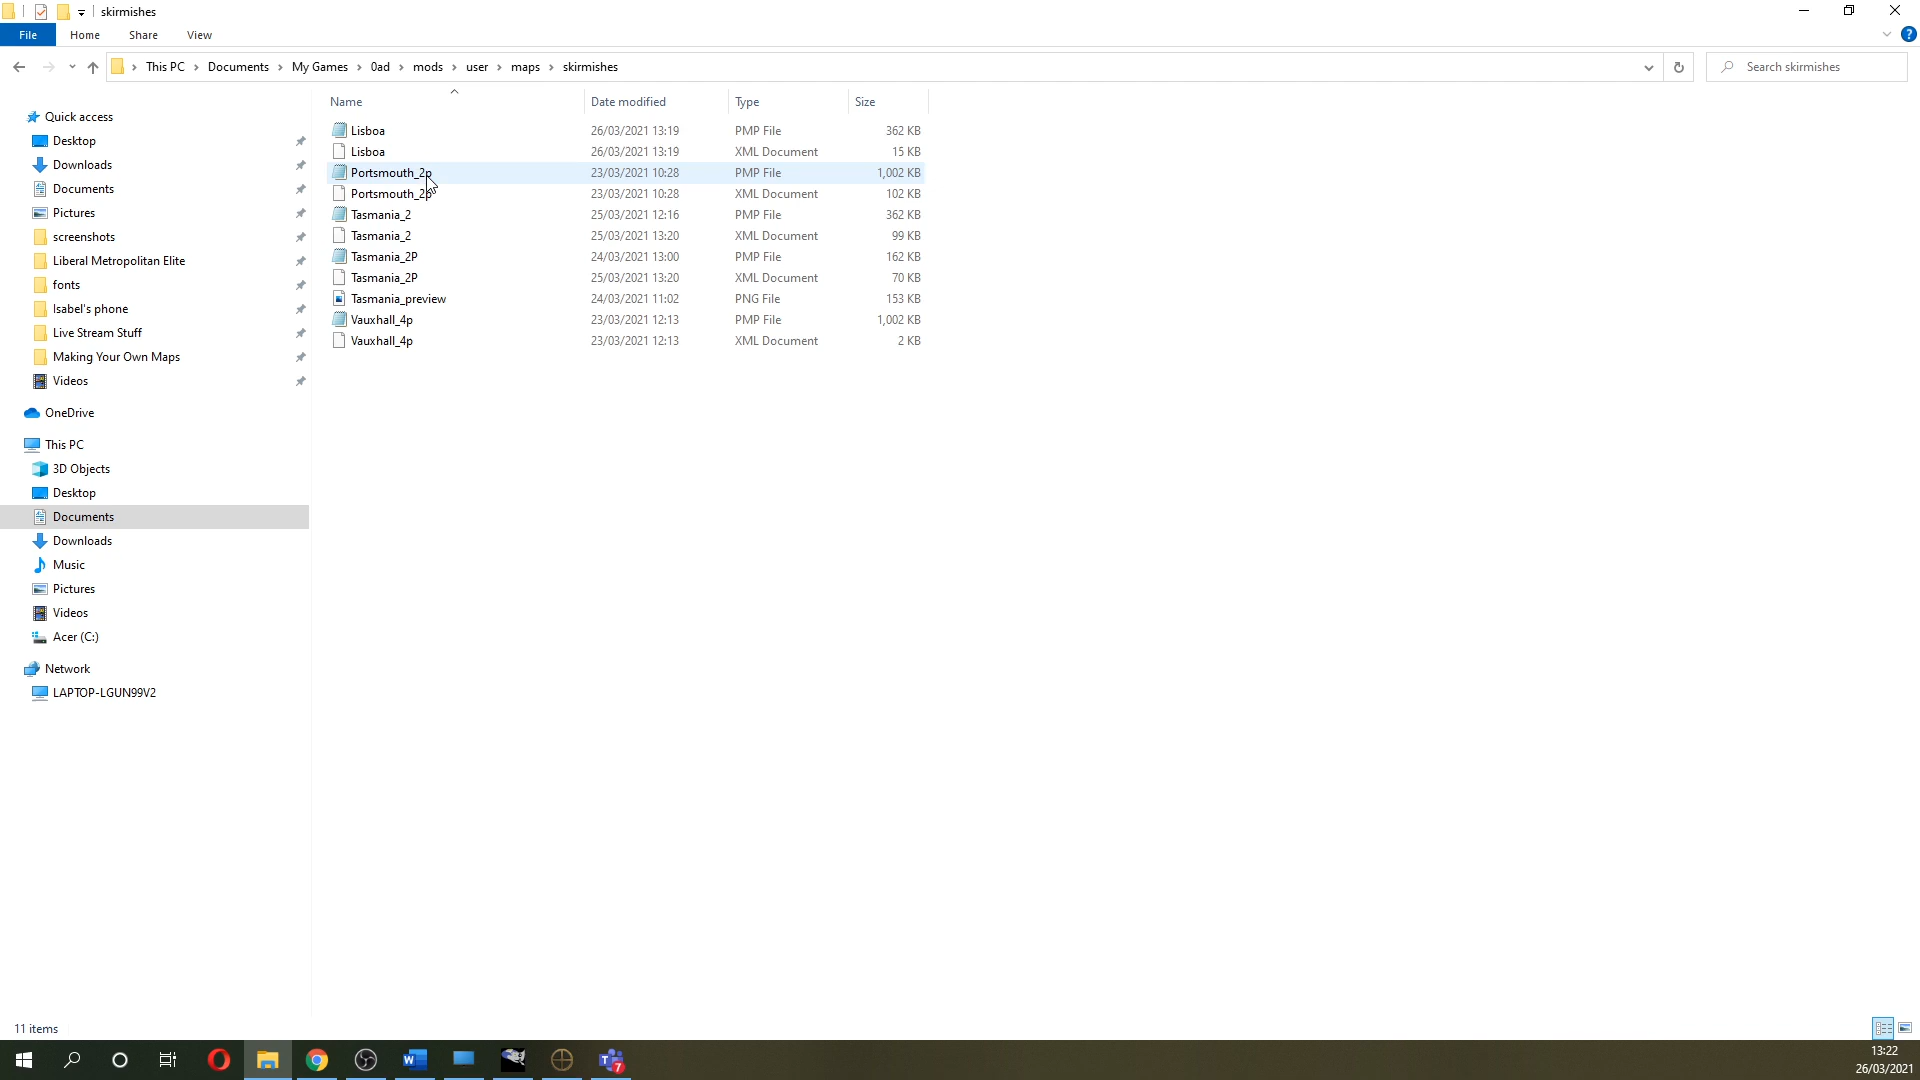 skirmishes
File Home Share View
This PC Documents My Games 0ad mods user maps skirmishes Search skirmishes
Name Date modified Type Size
Quick access
Desktop
Downloads
Documents
Pictures
screenshots
Liberal Metropolitan Elite
fonts
Isabel's phone
Live Stream Stuff
Making Your Own Maps
Videos
OneDrive
This PC
3D Objects
Desktop
Documents
Downloads
Music
Pictures
Videos
Acer (C:)
Network
LAPTOP-LGUN99V2
Lisboa 26/03/2021 13:19 PMP File 362 KB
Lisboa 26/03/2021 13:19 XML Document 15 KB
Portsmouth_2p 23/03/2021 10:28 PMP File 1,002 KB
Portsmouth_2p 23/03/2021 10:28 XML Document 102 KB
Tasmania_2 25/03/2021 12:16 PMP File 362 KB
Tasmania_2 25/03/2021 13:20 XML Document 99 KB
Tasmania_2P 24/03/2021 13:00 PMP File 162 KB
Tasmania_2P 25/03/2021 13:20 XML Document 70 KB
Tasmania_preview 24/03/2021 11:02 PNG File 153 KB
Vauxhall_4p 23/03/2021 12:13 PMP File 1,002 KB
Vauxhall_4p 23/03/2021 12:13 XML Document 2 KB
11 items
13:22
26/03/2021